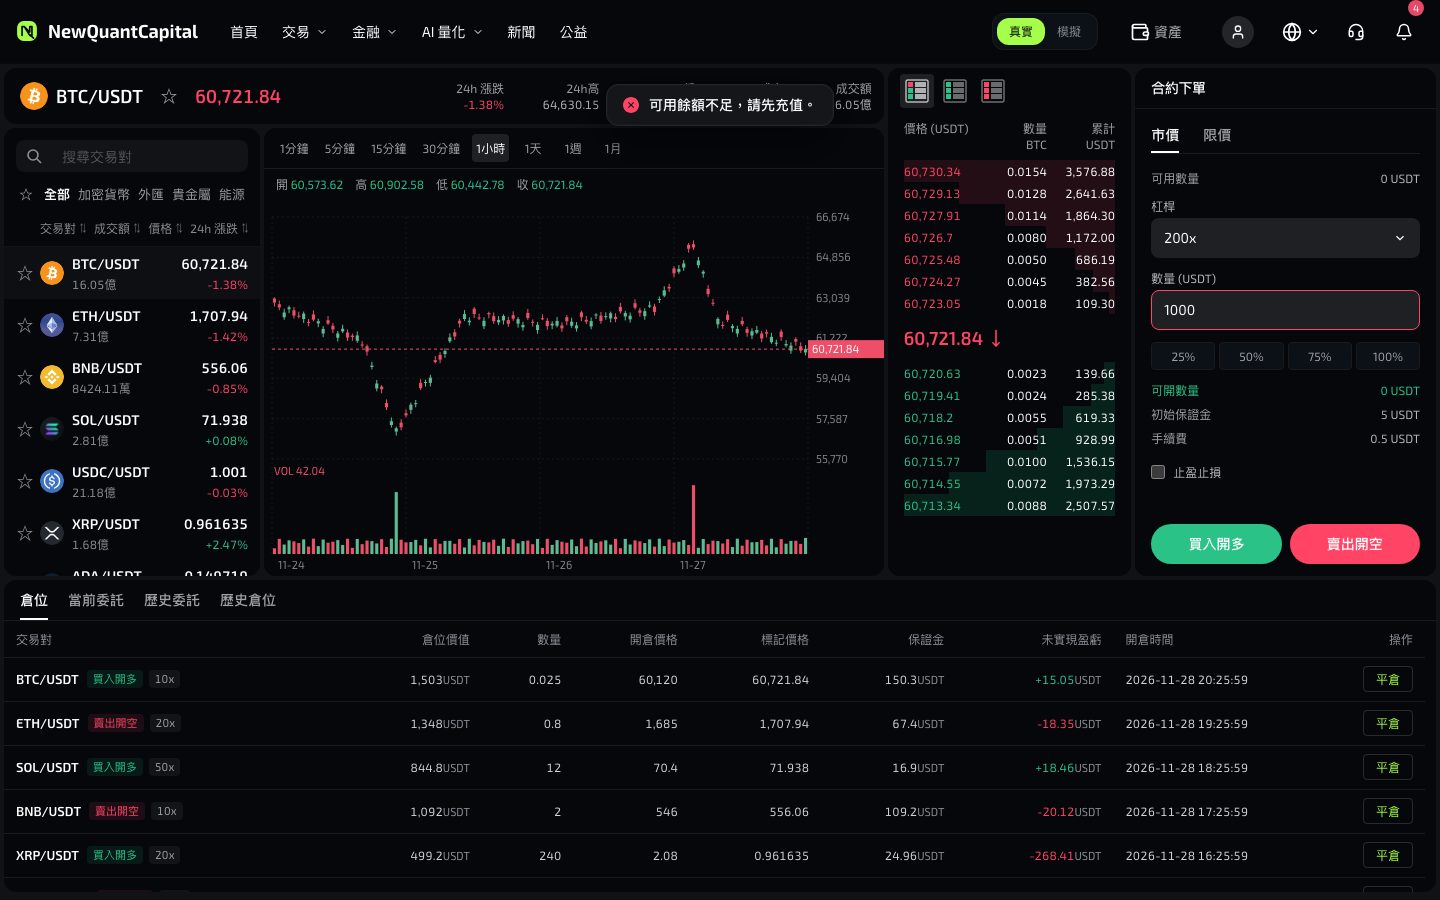 NewQuantCapital 首頁 交易 金融 AI 量化 新聞 公益 真實 模擬 資產 4
BTC/USDT 60,721.84
24h 漲跌 24h高 成交額
-1.38% 64,630.15 6.05億
可用餘額不足，請先充值。
搜尋交易對
全部 加密貨幣 外匯 貴金屬 能源
交易對 成交額 價格 24h 漲跌
BTC/USDT 60,721.84
16.05億 -1.38%
ETH/USDT 1,707.94
7.31億 -1.42%
BNB/USDT 556.06
8424.11萬 -0.85%
SOL/USDT 71.938
2.81億 +0.08%
USDC/USDT 1.001
21.18億 -0.03%
XRP/USDT 0.961635
1.68億 +2.47%
1分鐘 5分鐘 15分鐘 30分鐘 1小時 1天 1週 1月
開 60,573.62 高 60,902.58 低 60,442.78 收 60,721.84
66,674
64,856
63,039
61,222
60,721.84
59,404
57,587
55,770
VOL 42.04
11-24 11-25 11-26 11-27
價格 (USDT) 數量 累計
BTC USDT
60,730.34 0.0154 3,576.88
60,729.13 0.0128 2,641.63
60,727.91 0.0114 1,864.30
60,726.7 0.0080 1,172.00
60,725.48 0.0050 686.19
60,724.27 0.0045 382.56
60,723.05 0.0018 109.30
60,721.84 ↓
60,720.63 0.0023 139.66
60,719.41 0.0024 285.38
60,718.2 0.0055 619.33
60,716.98 0.0051 928.99
60,715.77 0.0100 1,536.15
60,714.55 0.0072 1,973.29
60,713.34 0.0088 2,507.57
合約下單
市價 限價
可用數量 0 USDT
杠桿
200x
數量 (USDT)
1000
25% 50% 75% 100%
可開數量 0 USDT
初始保證金 5 USDT
手續費 0.5 USDT
止盈止損
買入開多 賣出開空
倉位 當前委託 歷史委託 歷史倉位
交易對 倉位價值 數量 開倉價格 標記價格 保證金 未實現盈虧 開倉時間 操作
BTC/USDT 買入開多 10x 1,503USDT 0.025 60,120 60,721.84 150.3USDT +15.05USDT 2026-11-28 20:25:59 平倉
ETH/USDT 賣出開空 20x 1,348USDT 0.8 1,685 1,707.94 67.4USDT -18.35USDT 2026-11-28 19:25:59 平倉
SOL/USDT 買入開多 50x 844.8USDT 12 70.4 71.938 16.9USDT +18.46USDT 2026-11-28 18:25:59 平倉
BNB/USDT 賣出開空 10x 1,092USDT 2 546 556.06 109.2USDT -20.12USDT 2026-11-28 17:25:59 平倉
XRP/USDT 買入開多 20x 499.2USDT 240 2.08 0.961635 24.96USDT -268.41USDT 2026-11-28 16:25:59 平倉